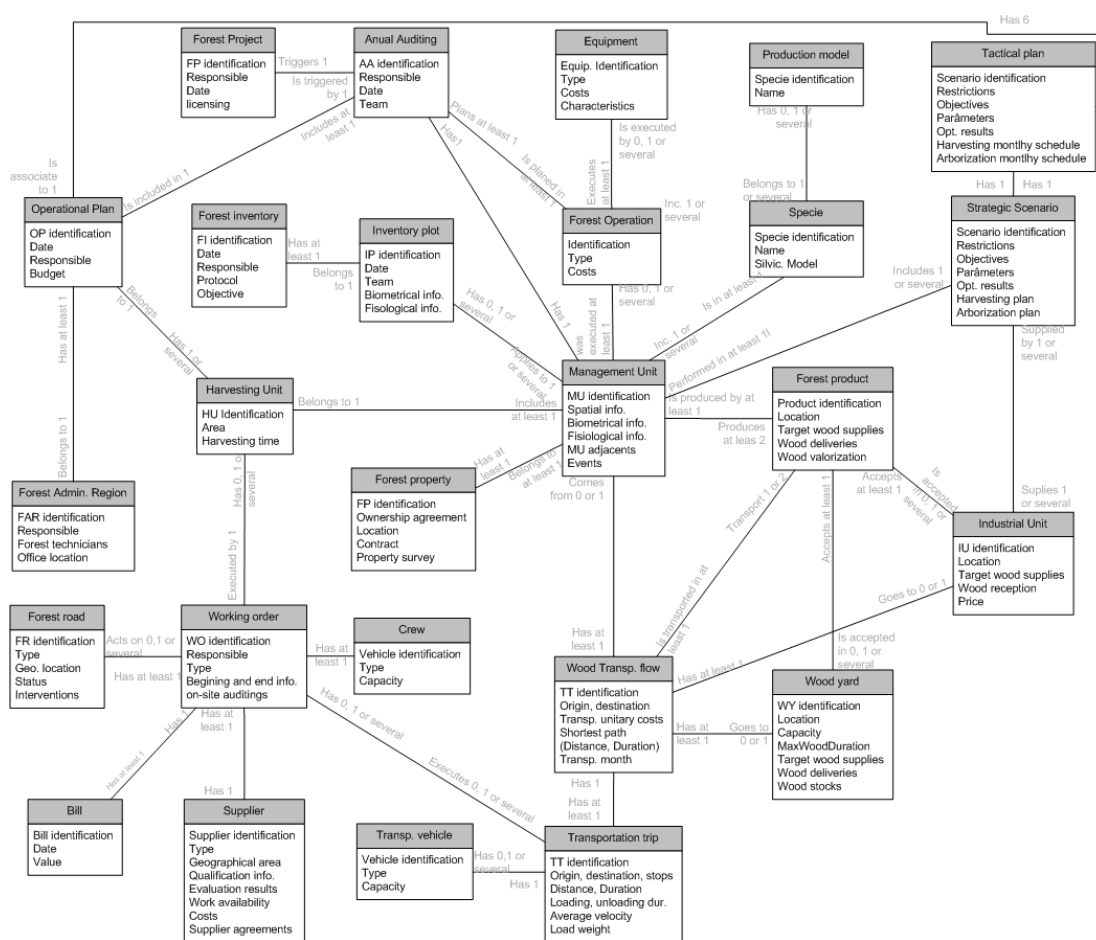 Has 6
Forest Project
FP identification
Responsible
Date
licensing
Triggers 1
Is triggered
by 1
Anual Auditing
AA identification
Responsible
Date
Team
Equipment
Equip. Identification
Type
Costs
Characteristics
Production model
Specie identification
Name
Tactical plan
Scenario identification
Restrictions
Objectives
Parâmeters
Opt. results
Harvesting montlhy schedule
Arborization montlhy schedule
Includes at
least 1
Is included in 1
Plans at least 1
Is planed in
at least 1
Has1
Has 1
Is executed
by 0, 1 or
several
Executes
at least 1
Has 0, 1 or
several
Belongs to 1
or several
Has 1
Has 1
Is
associate
to 1
Operational Plan
OP identification
Date
Responsible
Budget
Forest inventory
FI identification
Date
Responsible
Protocol
Objective
Has at
least 1
Belongs
to 1
Inventory plot
IP identification
Date
Team
Biometrical info.
Fisological info.
Forest Operation
Identification
Type
Costs
Inc. 1 or
several
Specie
Specie identification
Name
Silvic. Model
Strategic Scenario
Scenario identification
Restrictions
Objectives
Parâmeters
Opt. results
Harvesting plan
Arborization plan
Has at least 1
Belongs to 1
Belongs
to 1
Has 1 or
several
Has 0, 1 or
several
Applies to 1
or several
Has 0, 1 or
several
was
executed at
least 1
Is in at least 1
Inc. 1 or
several
Includes 1
or several
Performed in at least 1l
Supplied
by 1 or
several
Supplies 1
or several
Harvesting Unit
HU Identification
Area
Harvesting time
Belongs to 1
Includes
at least 1
Management Unit
MU identification
Spatial info.
Biometrical info.
Fisiological info.
MU adjacents
Events
Is produced by at
least 1
Produces
at leas 2
Forest product
Product identification
Location
Target wood supplies
Wood deliveries
Wood valorization
Forest Admin. Region
FAR identification
Responsible
Forest technicians
Office location
Has 0, 1 or
several
Executed by 1
Forest property
FP identification
Ownership agreement
Location
Contract
Property survey
Has at
least 1
Belongs to
at least 1
Comes
from 0 or 1
Has at
least 1
Transport 1 or 2
Is transported in at
least 1
Accepts at least 1
Is accepted
in 0, 1 or
several
Accepts
at least 1
Is
accepted
in 0, 1 or
several
Industrial Unit
IU identification
Location
Target wood supplies
Wood reception
Price
Goes to 0 or 1
Has at least 1
Forest road
FR identification
Type
Geo. location
Status
Interventions
Acts on 0,1 or
several
Has at least 1
Working order
WO identification
Responsible
Type
Begining and end info.
on-site auditings
Has at
least 1
Crew
Vehicle identification
Type
Capacity
Wood Transp. flow
TT identification
Origin, destination
Transp. unitary costs
Shortest path
(Distance, Duration)
Transp. month
Has at
least 1
Goes to
0 or 1
Wood yard
WY identification
Location
Capacity
MaxWoodDuration
Target wood supplies
Wood deliveries
Wood stocks
Has 1
Has at least 1
Has at
least 1
Has 1
Has 0, 1 or several
Executes 0, 1 or several
Has 1
Has at
least 1
Bill
Bill identification
Date
Value
Supplier
Supplier identification
Type
Geographical area
Qualification info.
Evaluation results
Work availability
Costs
Supplier agreements
Transp. vehicle
Vehicle identification
Type
Capacity
Has 0,1 or
several
Has 1
Transportation trip
TT identification
Origin, destination, stops
Distance, Duration
Loading, unloading dur.
Average velocity
Load weight